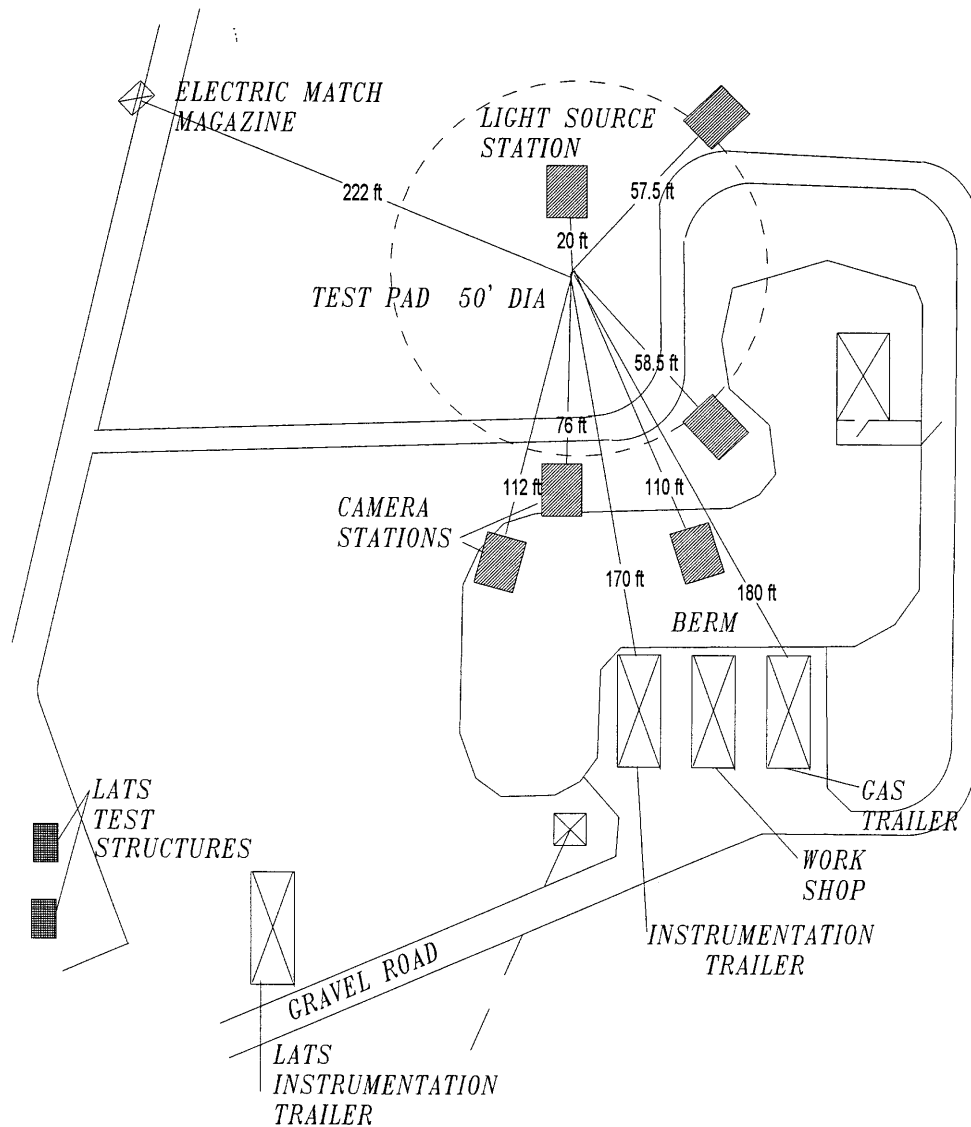 ELECTRIC MATCH
MAGAZINE
LIGHT SOURCE
STATION
222 ft
57.5 ft
20 ft
TEST PAD 50' DIA
58.5 ft
76 ft
112 ft
110 ft
CAMERA
STATIONS
170 ft
180 ft
BERM
LATS
TEST
STRUCTURES
GAS
TRAILER
WORK
SHOP
INSTRUMENTATION
TRAILER
GRAVEL ROAD
LATS
INSTRUMENTATION
TRAILER